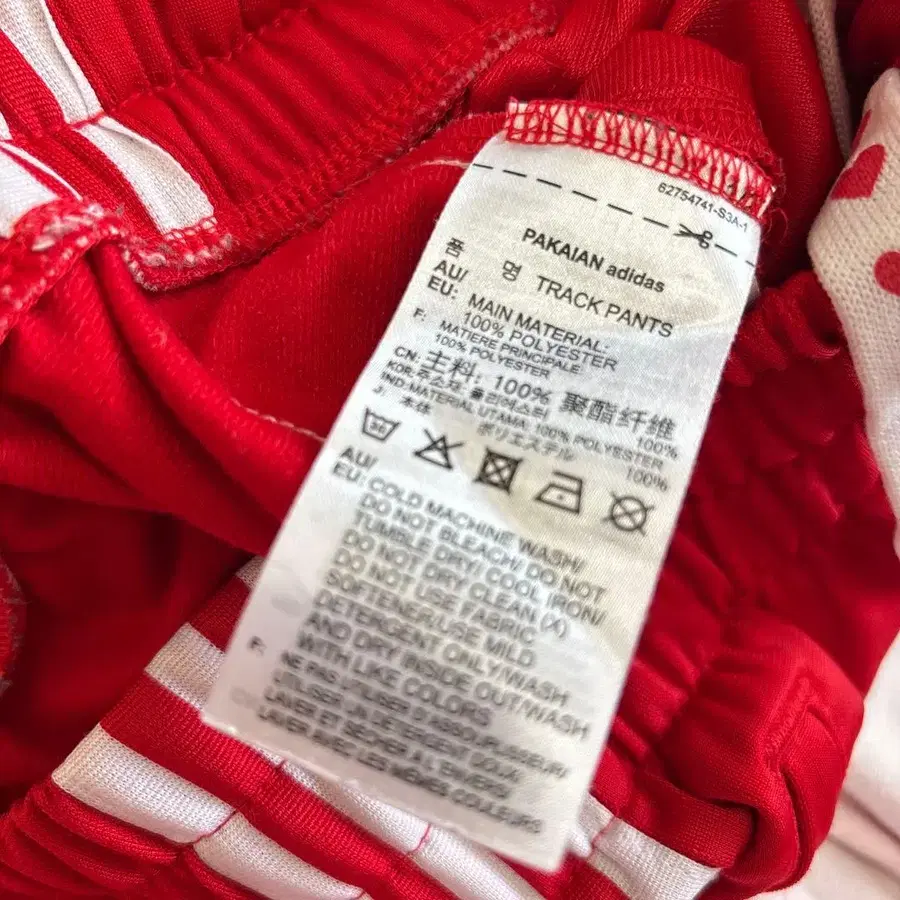 62754741-S3A-1
PAKAIAN adidas
품 명 TRACK PANTS
AU/
EU: MAIN MATERIAL:
100% POLYESTER
F: MATIERE PRINCIPALE:
100% POLYESTER
CN: 主料: 100% 聚酯纤维
KOR: 폴리에스터 100%
IND: MATERIAL UTAMA: 100% POLYESTER
J: 本体 ポリエステル 100%
30
AU/
EU: COLD MACHINE WASH/
DO NOT BLEACH/ DO NOT
TUMBLE DRY/ COOL IRON/
DO NOT DRY CLEAN (X)
DO NOT USE FABRIC
SOFTENER/USE MILD
DETERGENT ONLY/WASH
AND DRY INSIDE OUT/WASH
WITH LIKE COLORS
F: NE PAS UTILISER D'ASSOUPLISSEUR/
UTILISER UN DETERGENT DOUX/
LAVER ET SECHER A L'ENVERS/
LAVER AVEC LES MÊMES COULEURS